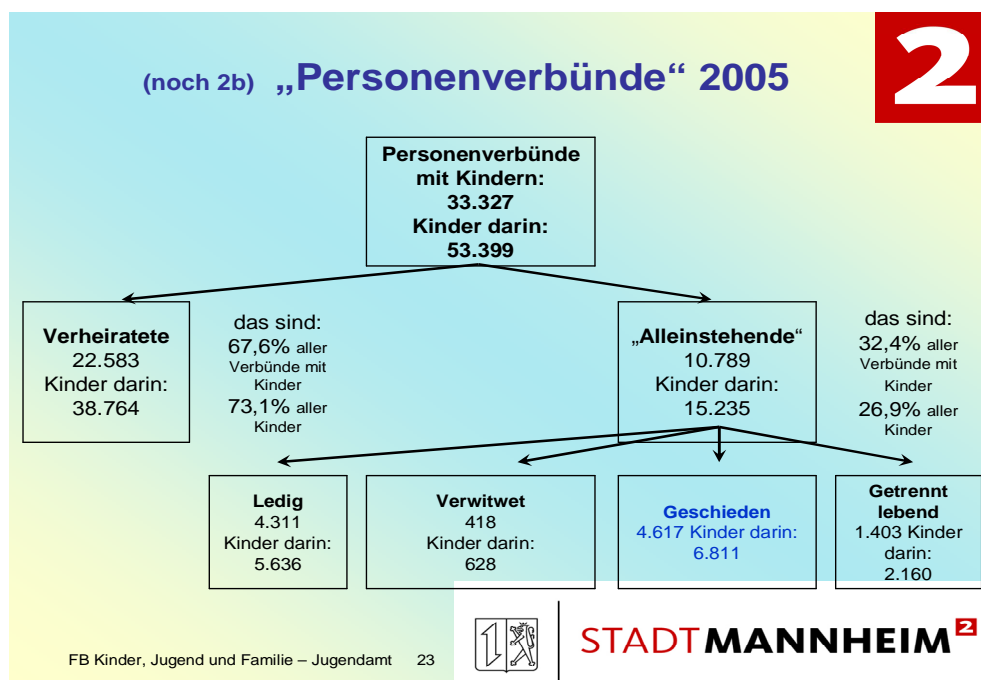 (noch 2b) „Personenverbünde“ 2005
2
Personenverbünde
mit Kindern:
33.327
Kinder darin:
53.399
Verheiratete
22.583
Kinder darin:
38.764
das sind:
67,6% aller
Verbünde mit
Kinder
73,1% aller
Kinder
„Alleinstehende“
10.789
Kinder darin:
15.235
das sind:
32,4% aller
Verbünde mit
Kinder
26,9% aller
Kinder
Ledig
4.311
Kinder darin:
5.636
Verwitwet
418
Kinder darin:
628
Geschieden
4.617 Kinder darin:
6.811
Getrennt
lebend
1.403 Kinder
darin:
2.160
FB Kinder, Jugend und Familie – Jugendamt 23
STADTMANNHEIM2